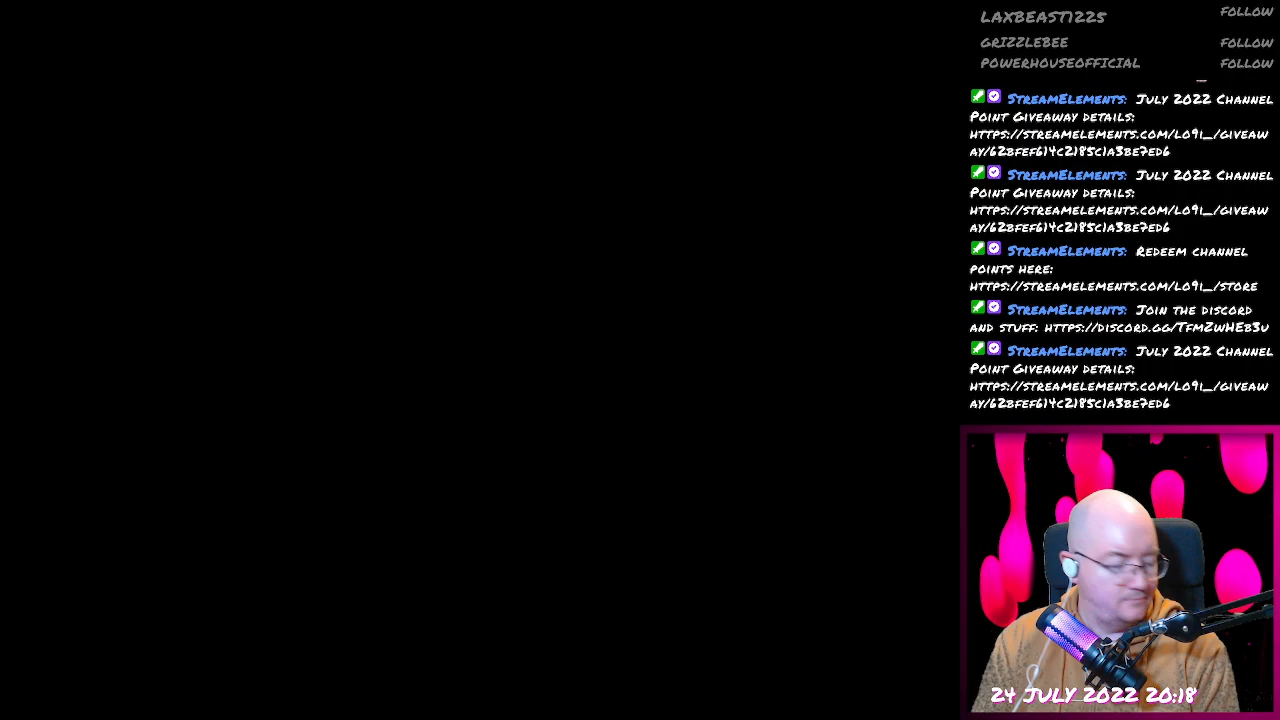 LAXBEAST1225 FOLLOW
GRIZZLEBEE FOLLOW
POWERHOUSEOFFICIAL FOLLOW
StreamElements: July 2022 Channel
Point Giveaway details:
https://streamelements.com/lo9i_/giveaw
ay/62bfef614c2185c1a3be7ed6
StreamElements: July 2022 Channel
Point Giveaway details:
https://streamelements.com/lo9i_/giveaw
ay/62bfef614c2185c1a3be7ed6
StreamElements: Redeem channel
points here:
https://streamelements.com/lo9i_/store
StreamElements: Join the discord
and stuff: https://discord.gg/TfmZwHEb3u
StreamElements: July 2022 Channel
Point Giveaway details:
https://streamelements.com/lo9i_/giveaw
ay/62bfef614c2185c1a3be7ed6
24 JULY 2022 20:18